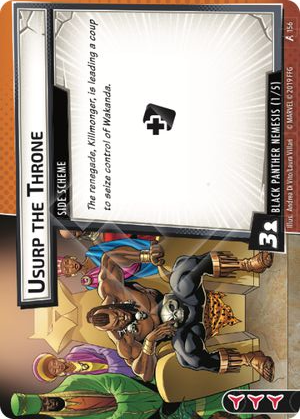 USURP THE THRONE
SIDE SCHEME
The renegade, Killmonger, is leading a coup
to seize control of Wakanda.
3
BLACK PANTHER NEMESIS (1/5)
Illus. Andrea Di Vito/Laura Villari
© MARVEL © 2019 FFG
156